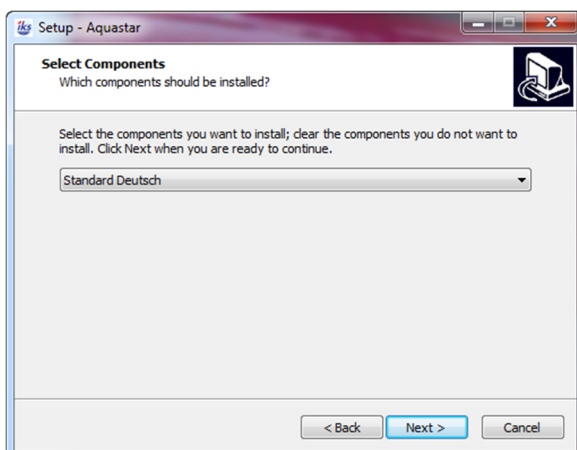 iks Setup - Aquastar
Select Components
Which components should be installed?
Select the components you want to install; clear the components you do not want to
install. Click Next when you are ready to continue.
Standard Deutsch
< Back Next > Cancel